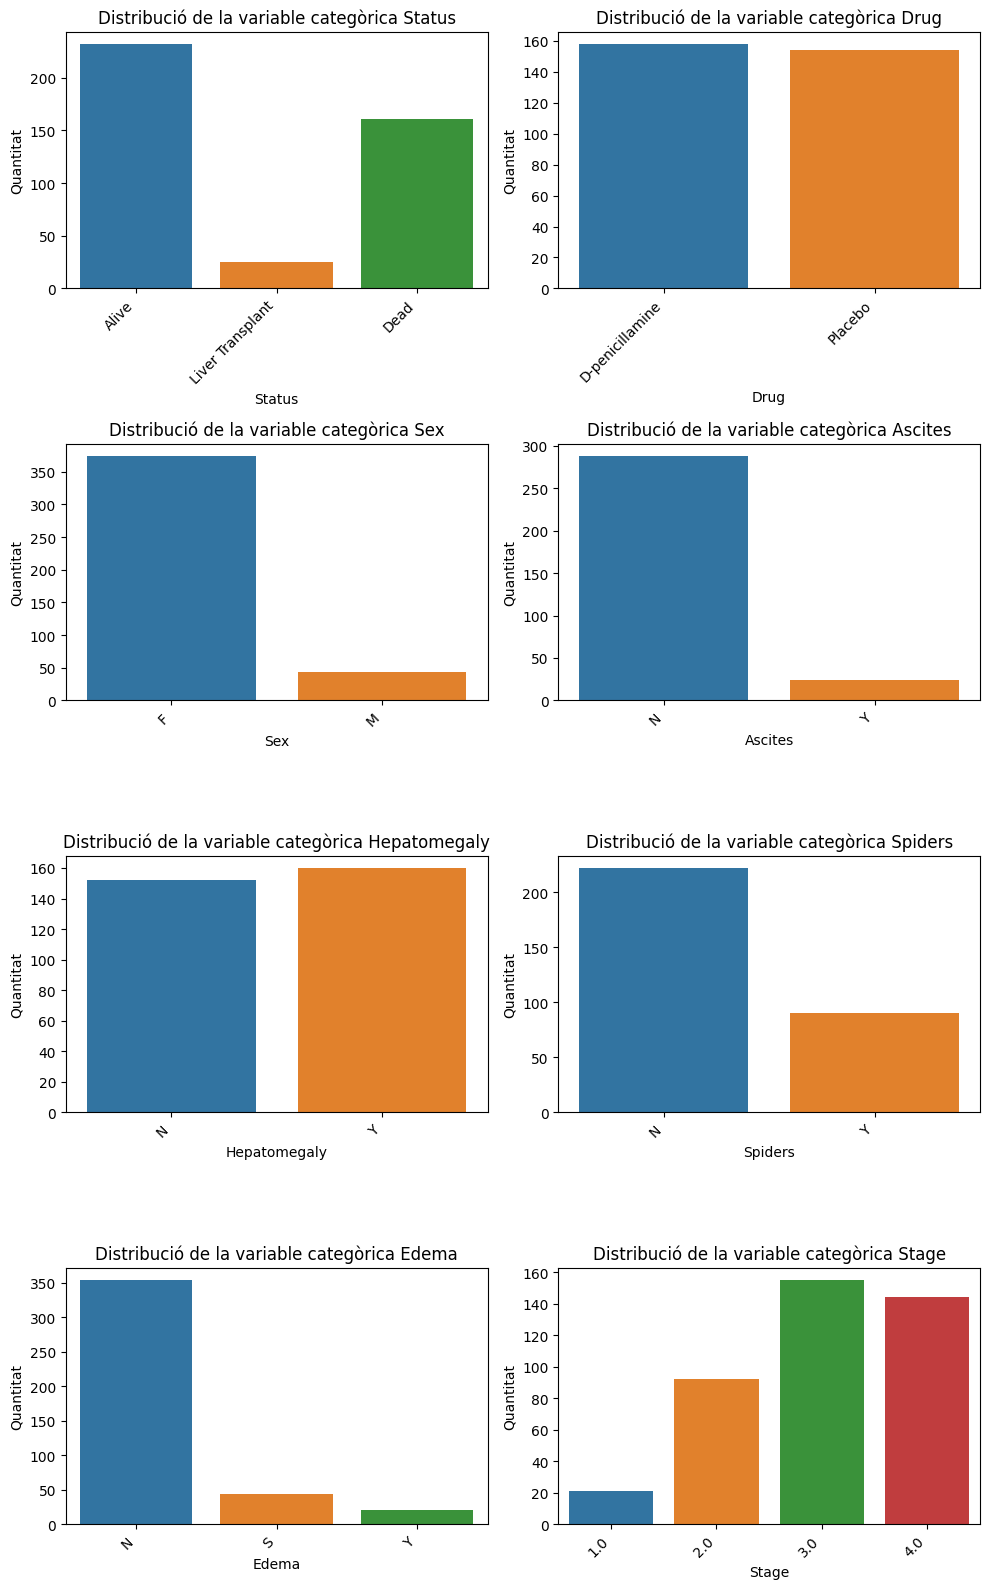 Distribució de la variable categòrica Status
Quantitat
200
150
100
50
0
Alive
Liver Transplant
Dead
Status
Distribució de la variable categòrica Drug
Quantitat
160
140
120
100
80
60
40
20
0
D-penicillamine
Placebo
Drug
Distribució de la variable categòrica Sex
Quantitat
350
300
250
200
150
100
50
0
F
M
Sex
Distribució de la variable categòrica Ascites
Quantitat
300
250
200
150
100
50
0
N
Y
Ascites
Distribució de la variable categòrica Hepatomegaly
Quantitat
160
140
120
100
80
60
40
20
0
N
Y
Hepatomegaly
Distribució de la variable categòrica Spiders
Quantitat
200
150
100
50
0
N
Y
Spiders
Distribució de la variable categòrica Edema
Quantitat
350
300
250
200
150
100
50
0
N
S
Y
Edema
Distribució de la variable categòrica Stage
Quantitat
160
140
120
100
80
60
40
20
0
1.0
2.0
3.0
4.0
Stage